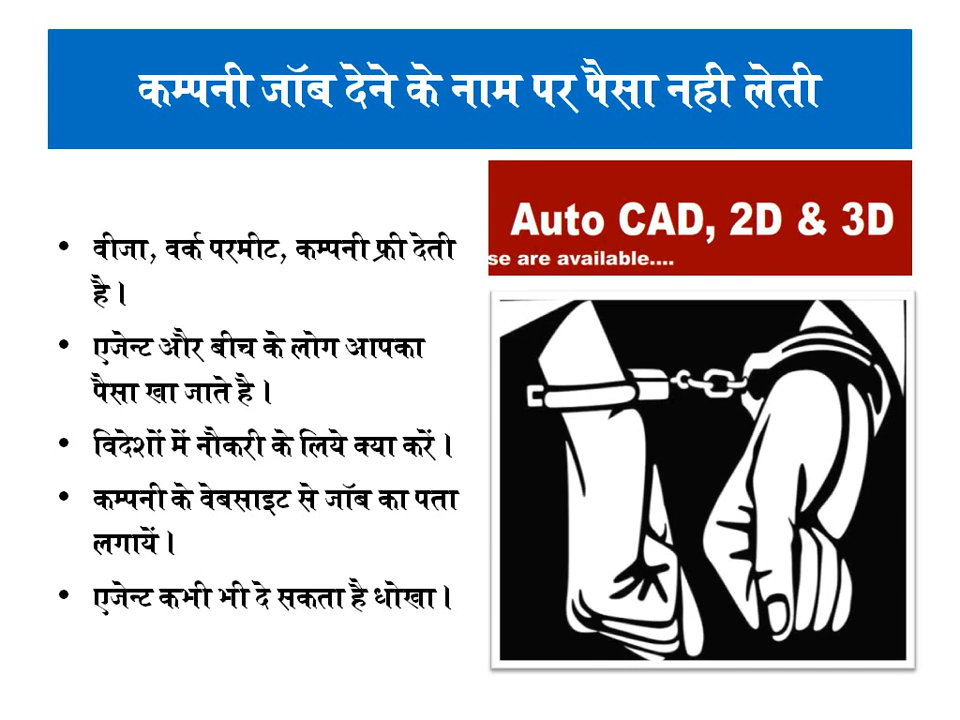 कम्पनी जॉब देने के नाम पर पैसा नही लेती
• वीजा, वर्क परमीट, कम्पनी फ्री देती
है।
• एजेन्ट और बीच के लोग आपका
पैसा खा जाते है।
• विदेशों में नौकरी के लिये क्या करें।
• कम्पनी के वेबसाइट से जॉब का पता
लगायें।
• एजेन्ट कभी भी दे सकता है धोखा।
Auto CAD, 2D & 3D
se are available....